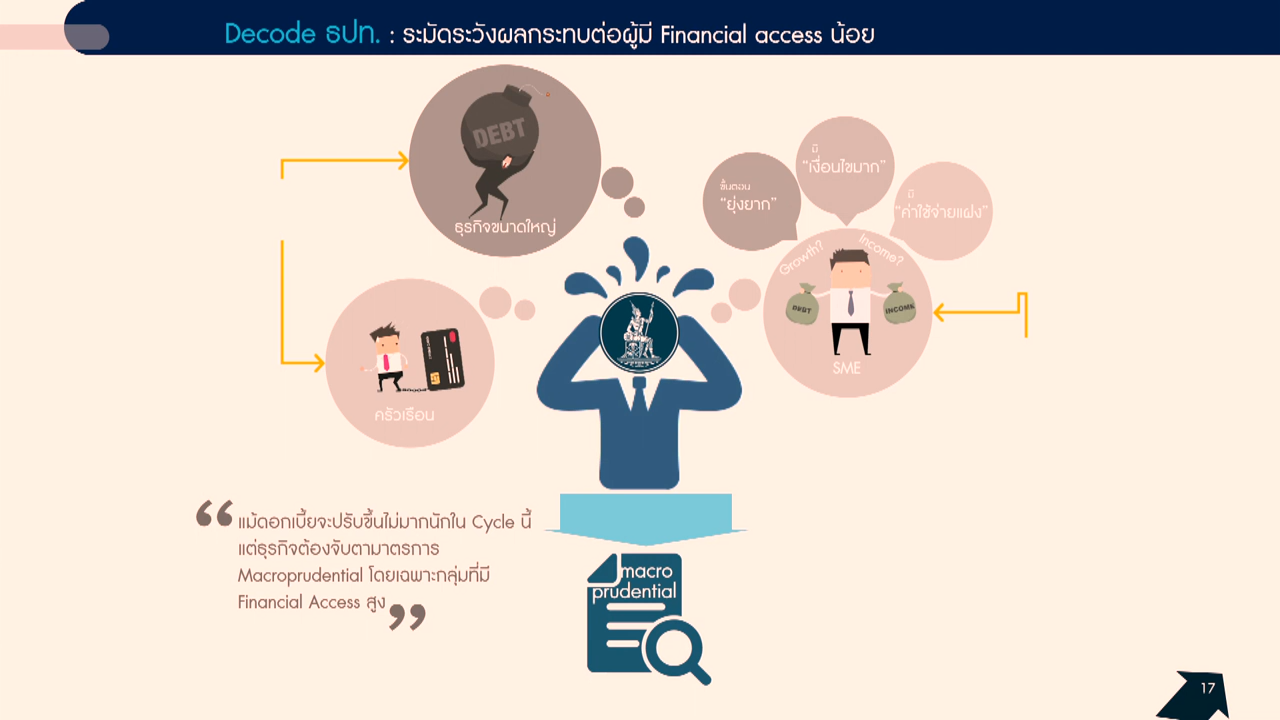 Decode ธปท. : ระมัดระวังผลกระทบต่อผู้มี Financial access น้อย
DEBT
ธุรกิจขนาดใหญ่
ขั้นตอน
“ยุ่งยาก”
มี
“เงื่อนไขมาก”
มี
“ค่าใช้จ่ายแฝง”
Growth?
Income?
DEBT
INCOME
SME
ครัวเรือน
“แม้ดอกเบี้ยจะปรับขึ้นไม่มากนักใน Cycle นี้
แต่ธุรกิจต้องจับตามาตรการ
Macroprudential โดยเฉพาะกลุ่มที่มี
Financial Access สูง”
macro
prudential
17